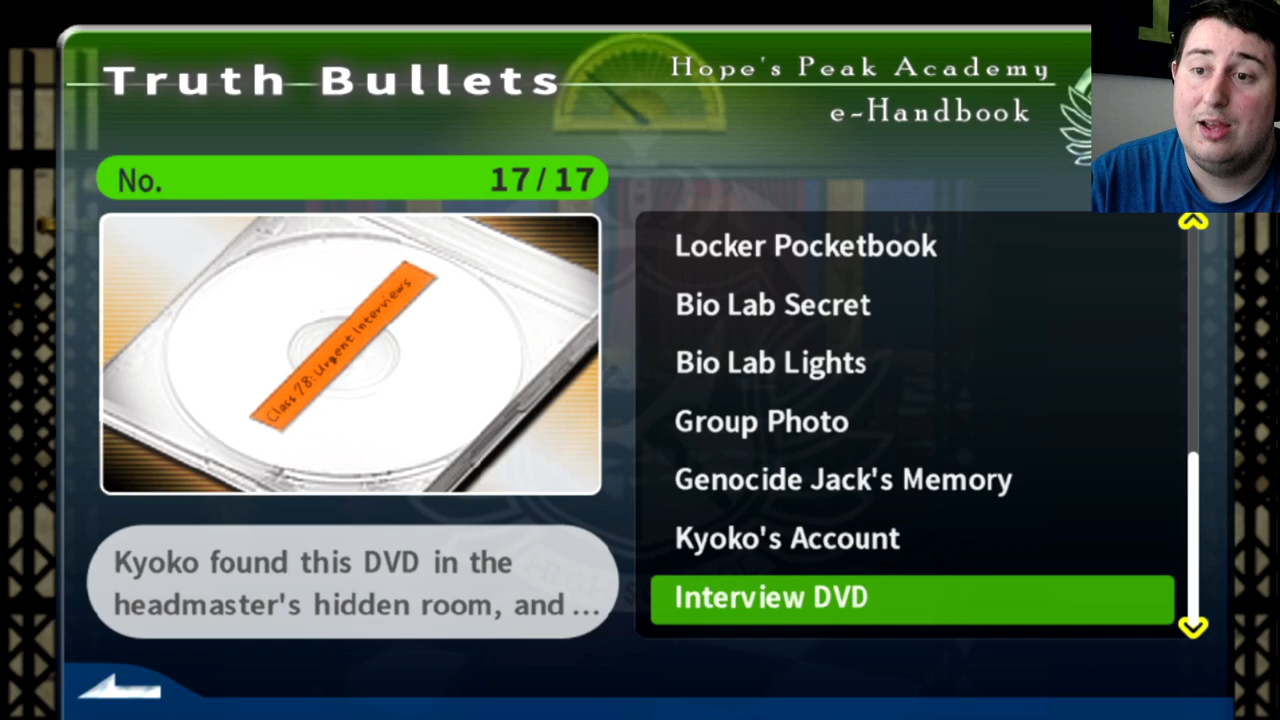 Truth Bullets
Hope's Peak Academy
e-Handbook
No. 17/17
Class 78: Urgent Interviews
Kyoko found this DVD in the
headmaster's hidden room, and ...
Locker Pocketbook
Bio Lab Secret
Bio Lab Lights
Group Photo
Genocide Jack's Memory
Kyoko's Account
Interview DVD